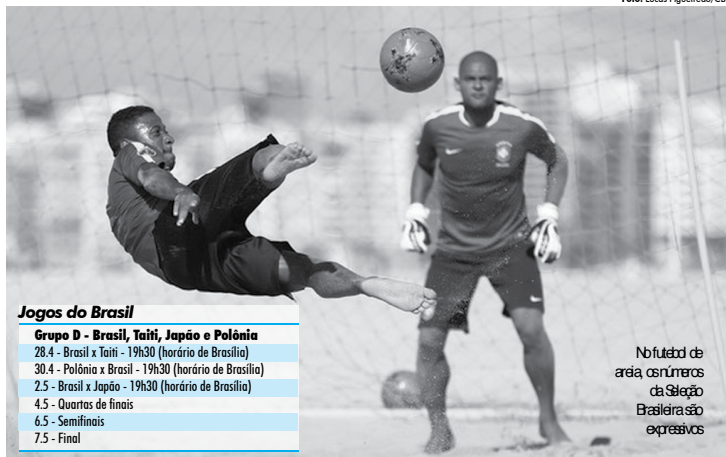 Jogos do Brasil
Grupo D - Brasil, Taiti, Japão e Polônia
28.4 - Brasil x Taiti - 19h30 (horário de Brasília)
30.4 - Polônia x Brasil - 19h30 (horário de Brasília)
2.5 - Brasil x Japão - 19h30 (horário de Brasília)
4.5 - Quartas de finais
6.5 - Semifinais
7.5 - Final
No futebol de
areia, os números
da Seleção
Brasileira são
expressivos